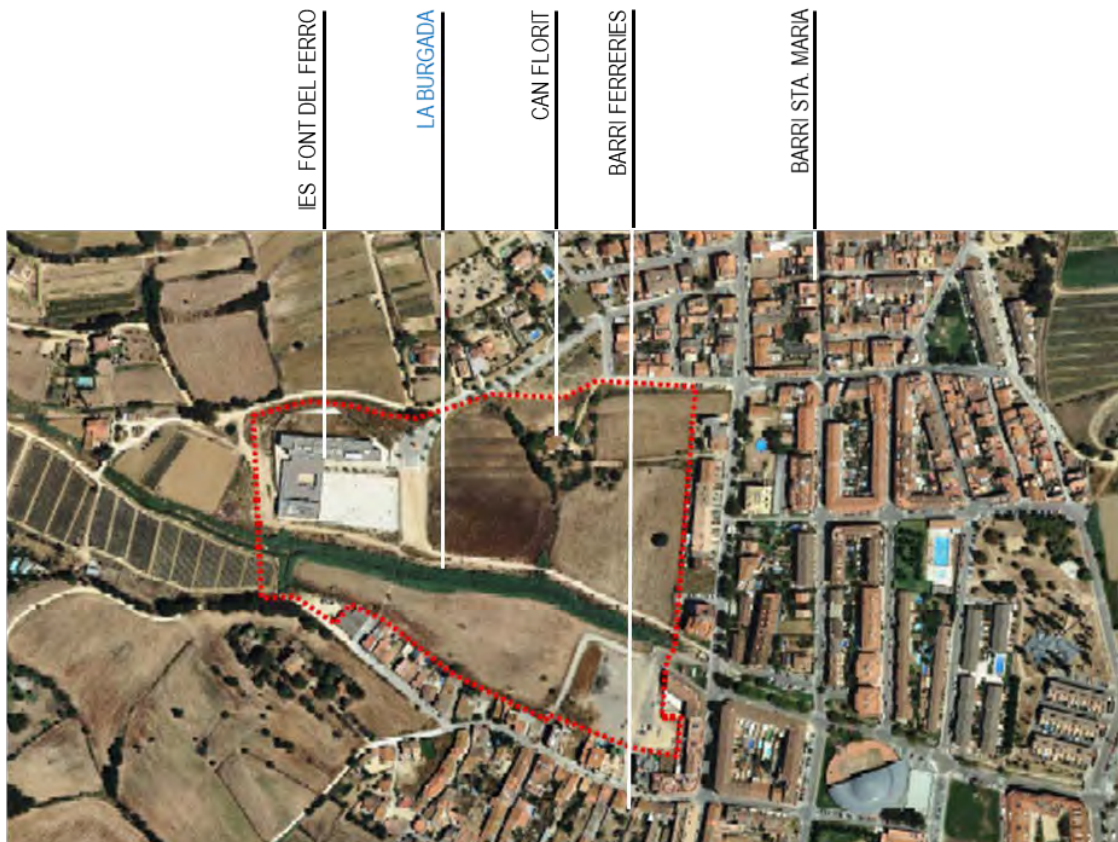 IES FONT DEL FERRO
LA BURGADA
CAN FLORIT
BARRI FERRERIES
BARRI STA. MARIA